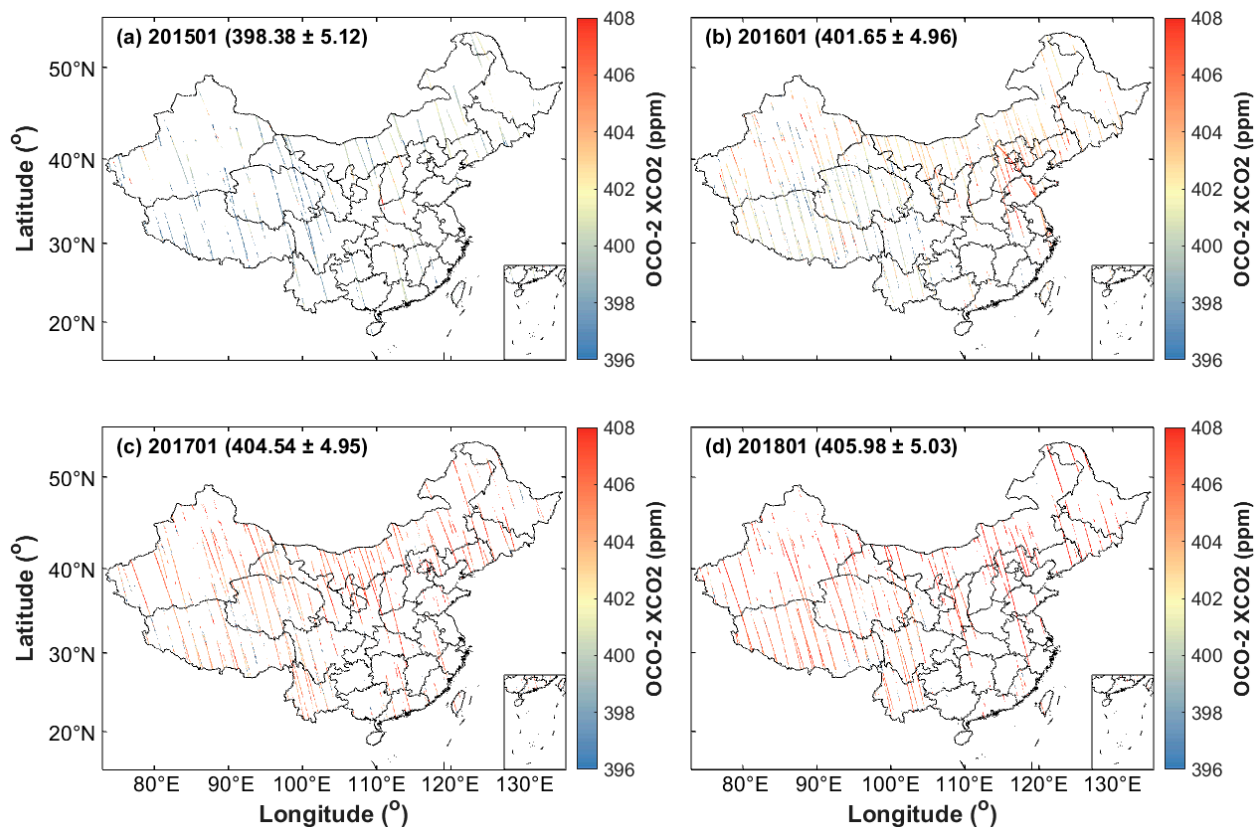 (a) 201501 (398.38 ± 5.12)
50°N
40°N
30°N
20°N
Latitude (°)
408
406
404
402
400
398
396
OCO-2 XCO2 (ppm)
(b) 201601 (401.65 ± 4.96)
408
406
404
402
400
398
396
OCO-2 XCO2 (ppm)
(c) 201701 (404.54 ± 4.95)
50°N
40°N
30°N
20°N
Latitude (°)
80°E 90°E 100°E 110°E 120°E 130°E
Longitude (°)
408
406
404
402
400
398
396
OCO-2 XCO2 (ppm)
(d) 201801 (405.98 ± 5.03)
80°E 90°E 100°E 110°E 120°E 130°E
Longitude (°)
408
406
404
402
400
398
396
OCO-2 XCO2 (ppm)